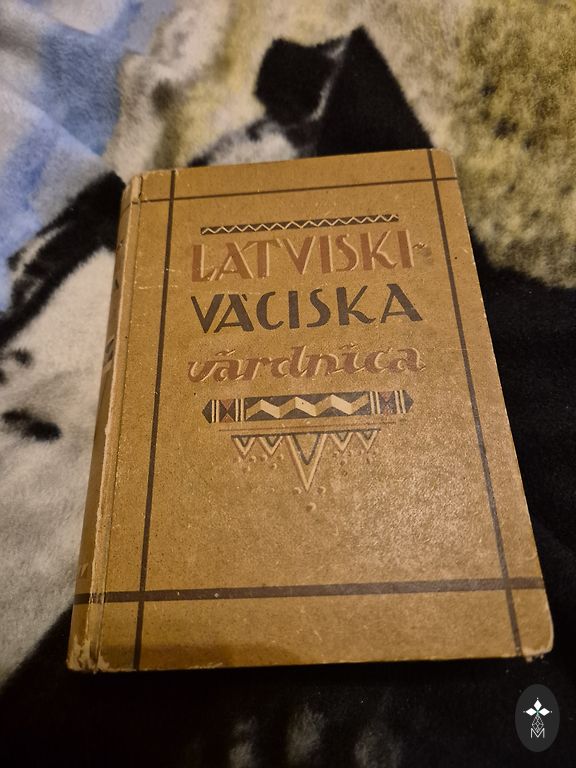 LATVISKI-
VĀCISKA
vārdnīca
M